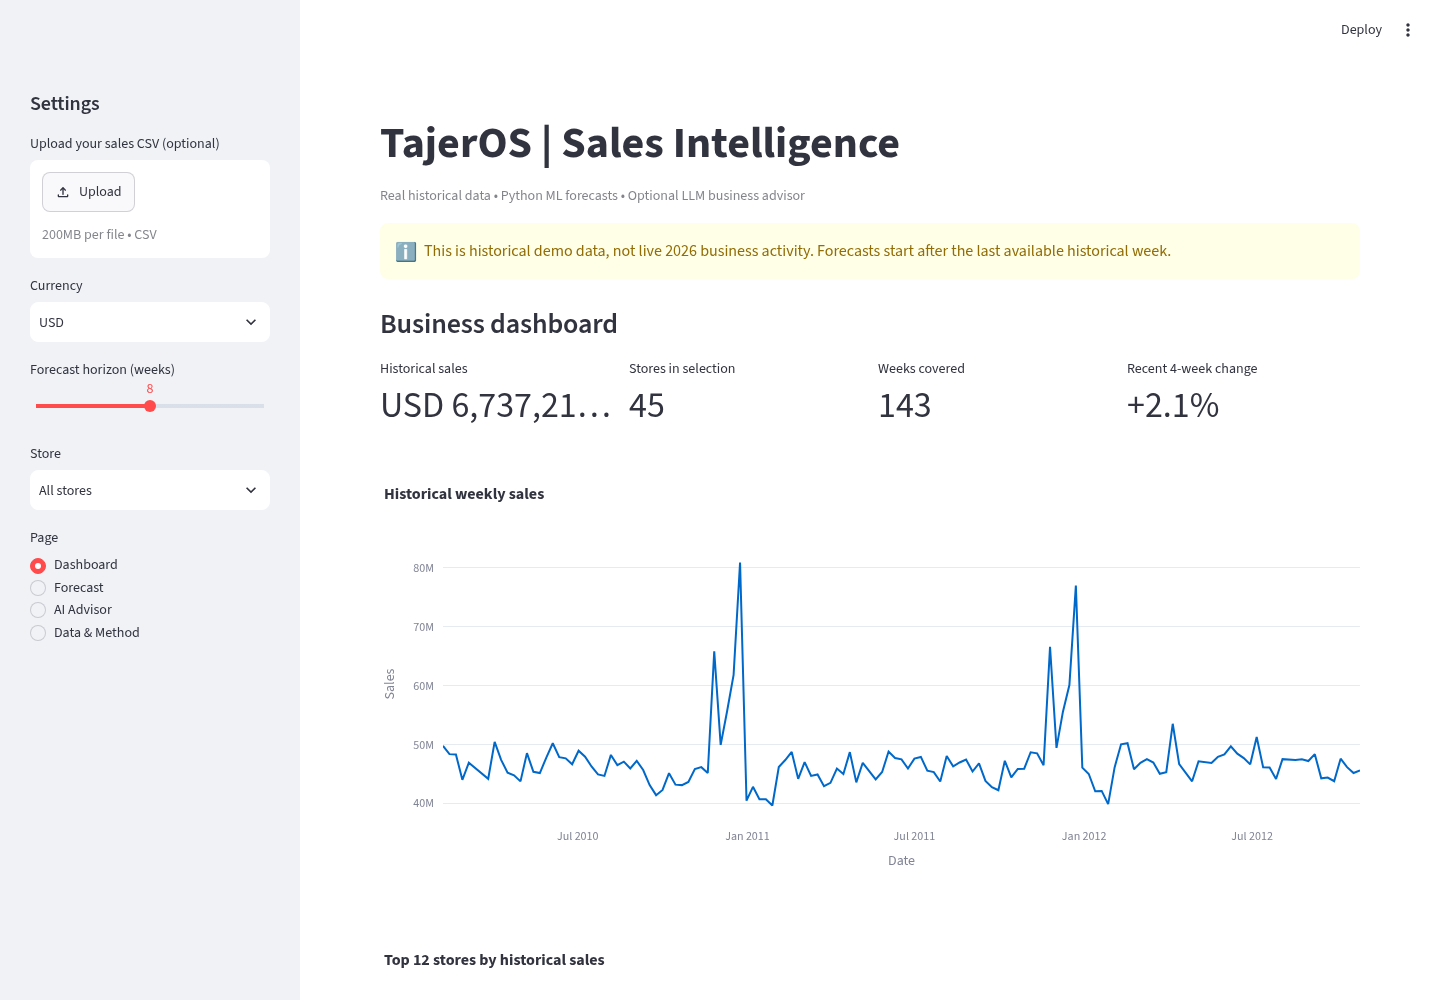 Deploy
Settings
Upload your sales CSV (optional)
Upload
200MB per file • CSV
Currency
USD
Forecast horizon (weeks)
8
Store
All stores
Page
Dashboard
Forecast
AI Advisor
Data & Method
TajerOS | Sales Intelligence
Real historical data • Python ML forecasts • Optional LLM business advisor
ℹ️ This is historical demo data, not live 2026 business activity. Forecasts start after the last available historical week.
Business dashboard
Historical sales
USD 6,737,21...
Stores in selection
45
Weeks covered
143
Recent 4-week change
+2.1%
Historical weekly sales
80M
70M
60M
50M
40M
Sales
Jul 2010
Jan 2011
Jul 2011
Jan 2012
Jul 2012
Date
Top 12 stores by historical sales